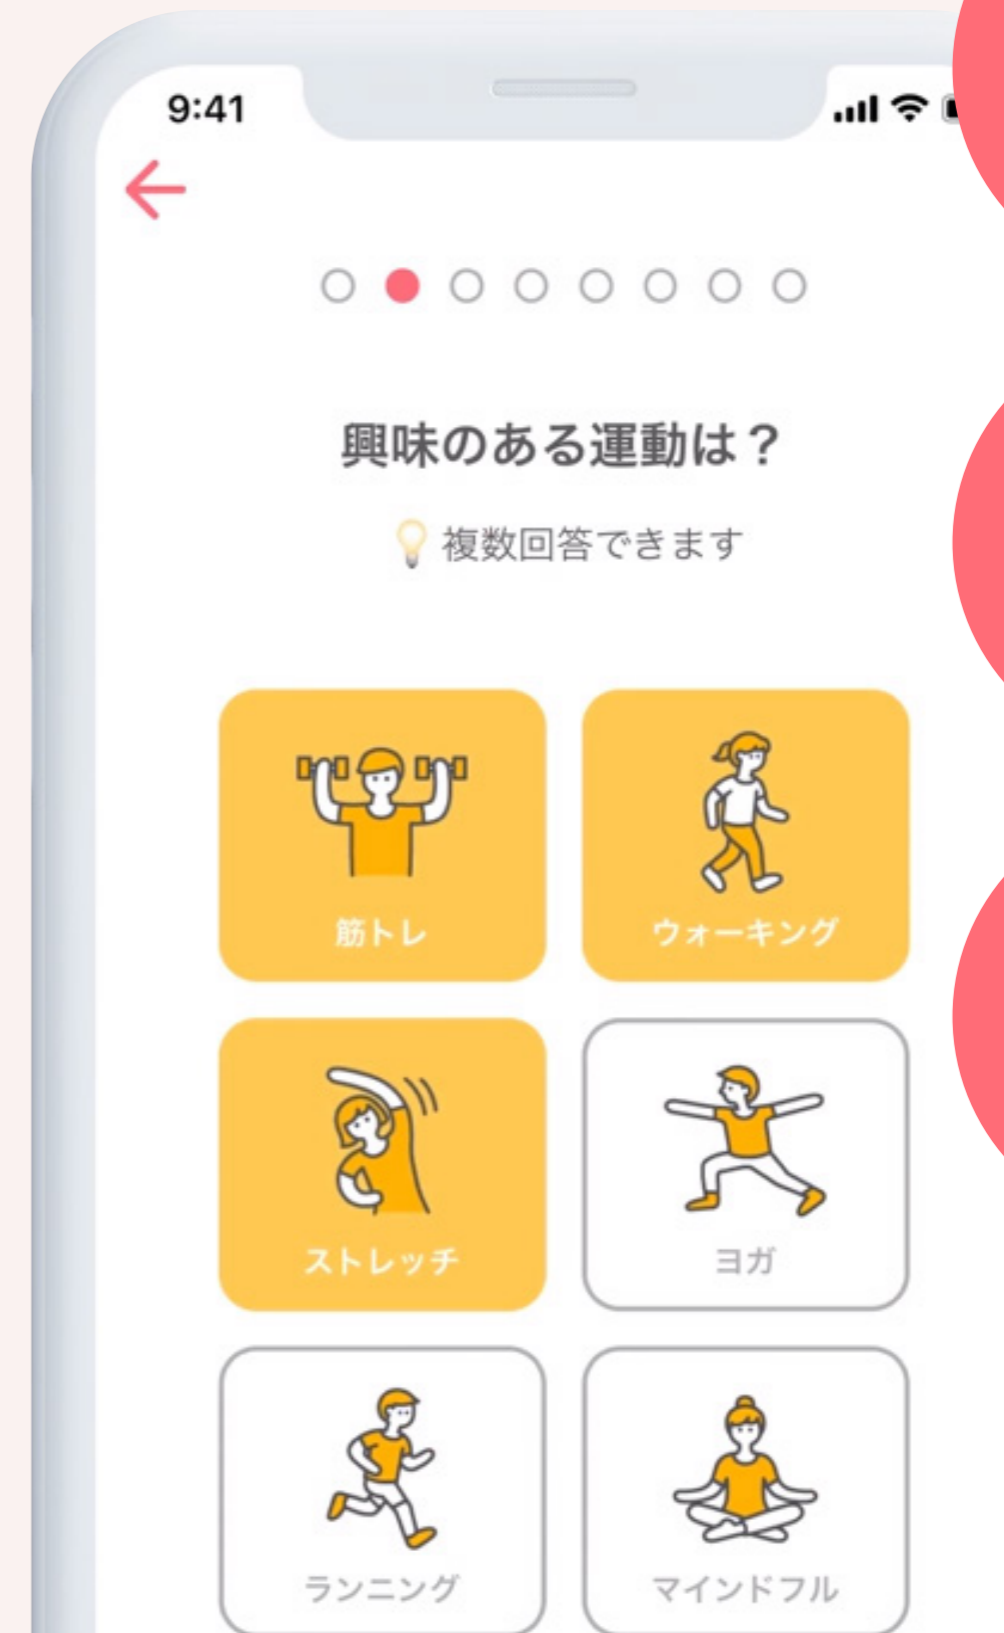 9:41
興味のある運動は？
複数回答できます
筋トレ
ウォーキング
ストレッチ
ヨガ
ランニング
マインドフル